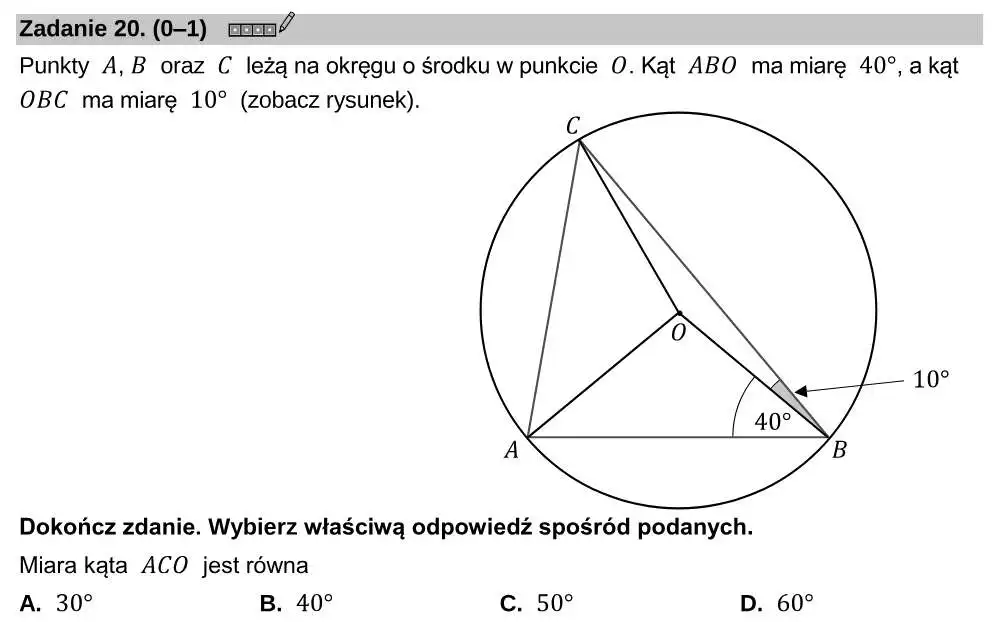 Zadanie 20. (0–1)
Punkty A, B oraz C leżą na okręgu o środku w punkcie O. Kąt ABO ma miarę 40°, a kąt
OBC ma miarę 10° (zobacz rysunek).
C
O
10°
40°
A
B
Dokończ zdanie. Wybierz właściwą odpowiedź spośród podanych.
Miara kąta ACO jest równa
A. 30° B. 40° C. 50° D. 60°